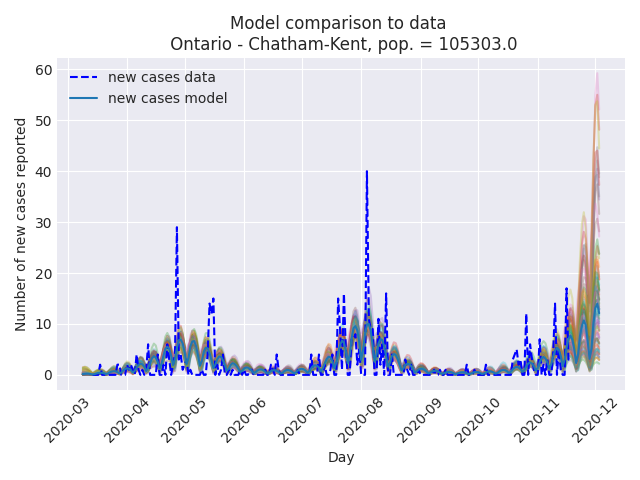 Model comparison to data
Ontario - Chatham-Kent, pop. = 105303.0
new cases data
new cases model
Number of new cases reported
60
50
40
30
20
10
0
2020-03
2020-04
2020-05
2020-06
2020-07
2020-08
2020-09
2020-10
2020-11
2020-12
Day